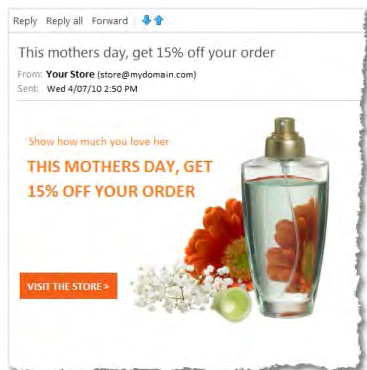 Reply Reply all Forward
This mothers day, get 15% off your order
From: Your Store (store@mydomain.com)
Sent: Wed 4/07/10 2:50 PM
Show how much you love her
THIS MOTHERS DAY, GET
15% OFF YOUR ORDER
VISIT THE STORE >